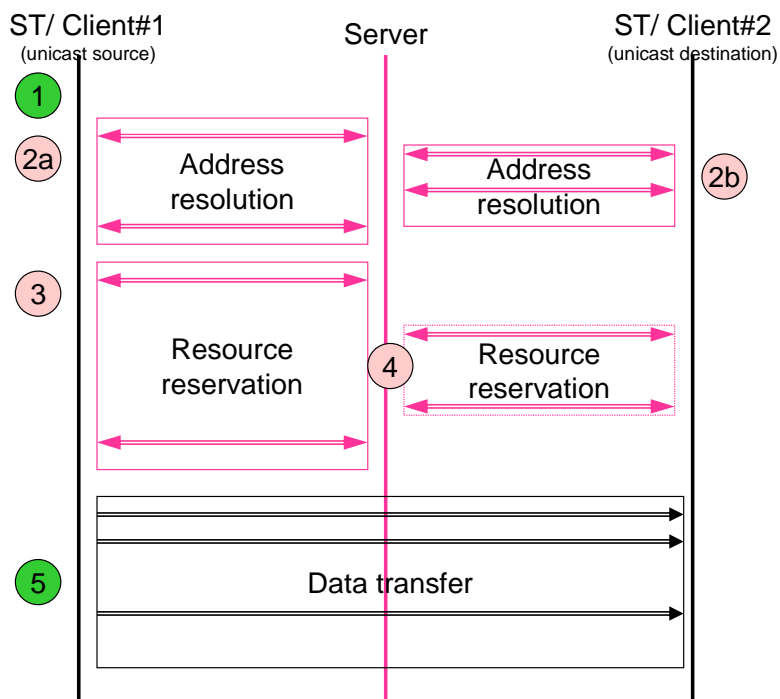 ST/ Client#1
(unicast source)
Server
ST/ Client#2
(unicast destination)
1
2a
Address
resolution
Address
resolution
2b
3
Resource
reservation
4
Resource
reservation
5
Data transfer